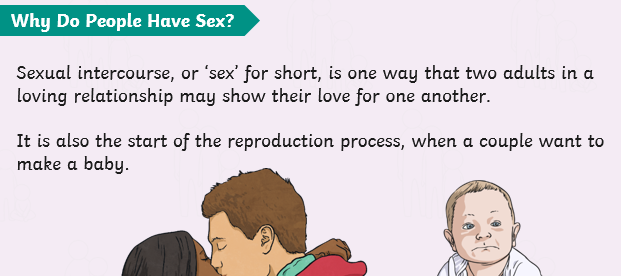 Why Do People Have Sex?
Sexual intercourse, or ‘sex’ for short, is one way that two adults in a
loving relationship may show their love for one another.
It is also the start of the reproduction process, when a couple want to
make a baby.